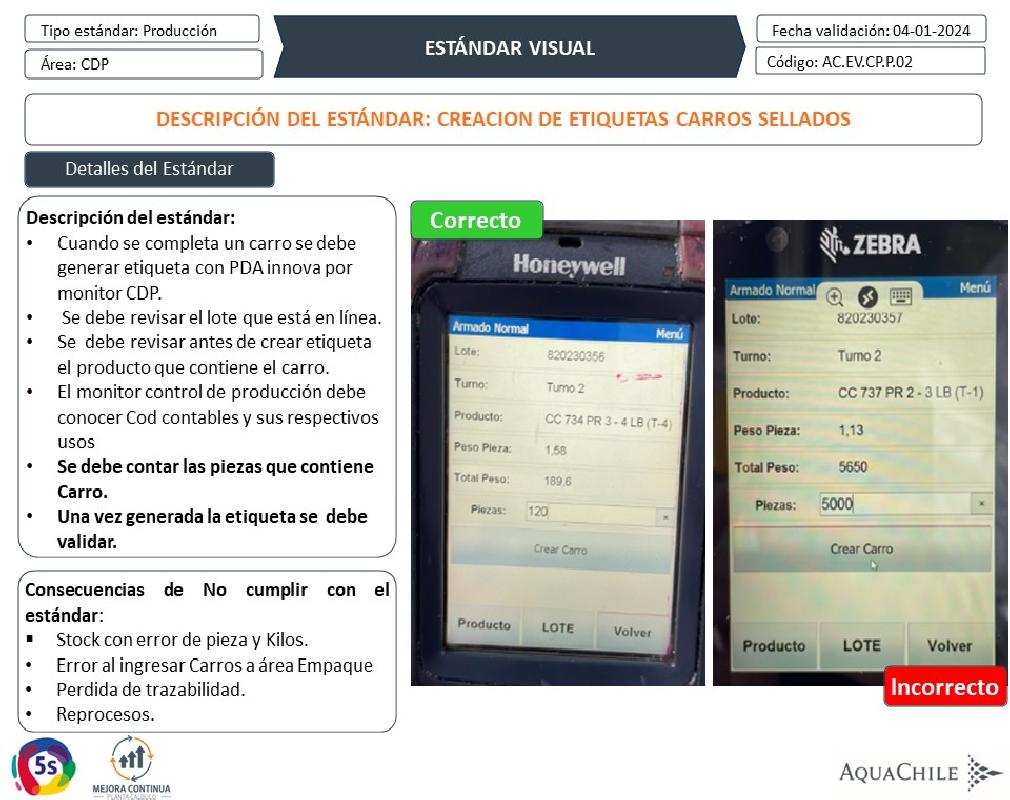 Tipo estándar: Producción
Área: CDP
ESTÁNDAR VISUAL
Fecha validación: 04-01-2024
Código: AC.EV.CP.P.02
DESCRIPCIÓN DEL ESTÁNDAR: CREACION DE ETIQUETAS CARROS SELLADOS
Detalles del Estándar
Descripción del estándar:
• Cuando se completa un carro se debe
generar etiqueta con PDA innova por
monitor CDP.
• Se debe revisar el lote que está en línea.
• Se debe revisar antes de crear etiqueta
el producto que contiene el carro.
• El monitor control de producción debe
conocer Cod contables y sus respectivos
usos
• Se debe contar las piezas que contiene
Carro.
• Una vez generada la etiqueta se debe
validar.
Consecuencias de No cumplir con el
estándar:
▪ Stock con error de pieza y Kilos.
• Error al ingresar Carros a área Empaque
• Perdida de trazabilidad.
• Reprocesos.
Correcto
Honeywell
Armado Normal Menú
Lote: 820230356
Turno: Turno 2
Producto: CC 734 PR 3 - 4 LB (T-4)
Peso Pieza: 1,58
Total Peso: 189,6
Piezas: 120
Crear Carro
Producto LOTE Volver
ZEBRA
Armado Normal Menú
Lote: 820230357
Turno: Turno 2
Producto: CC 737 PR 2 - 3 LB (T-1)
Peso Pieza: 1,13
Total Peso: 5650
Piezas: 5000
Crear Carro
Producto LOTE Volver
Incorrecto
5s
MEJORA CONTINUA
PLANTA CALBUCO
AQUACHILE